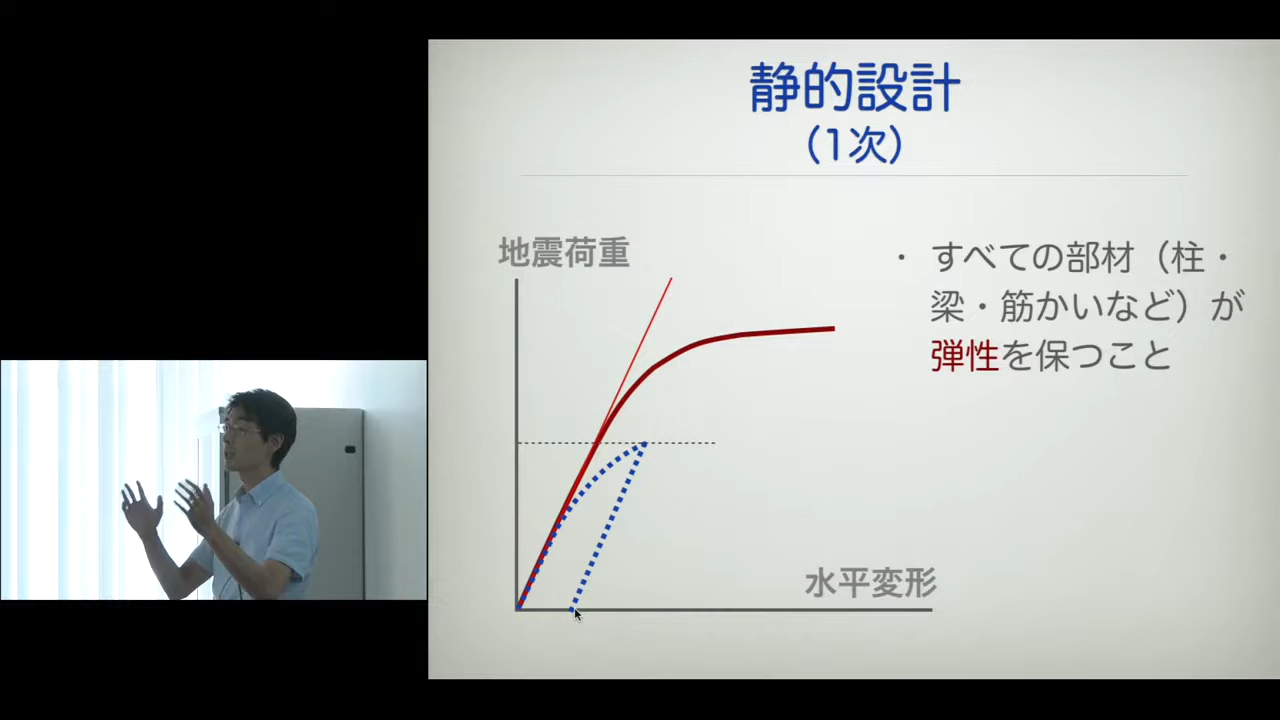 静的設計
（1次）
地震荷重
・ すべての部材（柱・
梁・筋かいなど）が
弾性を保つこと
水平変形